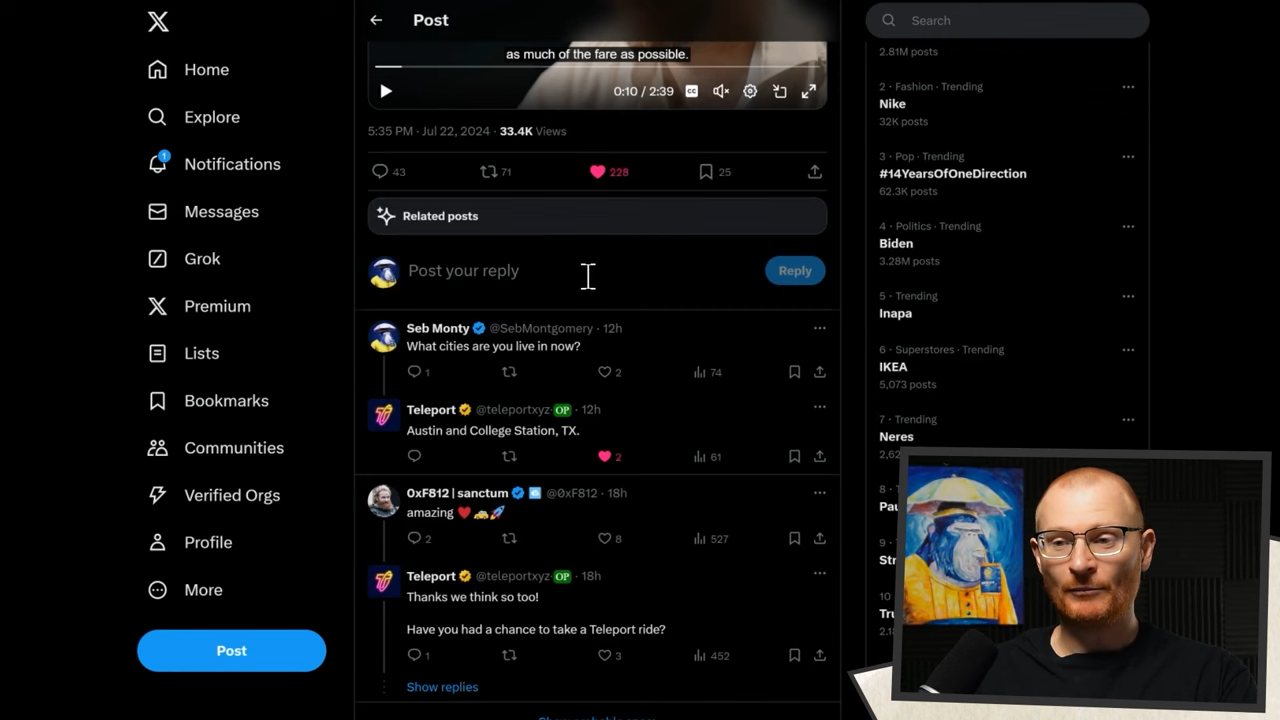 Home
Explore
1
Notifications
Messages
Grok
Premium
Lists
Bookmarks
Communities
Verified Orgs
Profile
More
Post
Post
as much of the fare as possible.
0:10 / 2:39
CC
5:35 PM · Jul 22, 2024 · 33.4K Views
43 71 228 25
Related posts
Post your reply
Reply
Seb Monty @SebMontgomery · 12h
What cities are you live in now?
1 2 74
Teleport @teleportxyz OP · 12h
Austin and College Station, TX.
2 61
0xF812 | sanctum @0xF812 · 18h
amazing ❤️🚕🚀
2 8 527
Teleport @teleportxyz OP · 18h
Thanks we think so too!
Have you had a chance to take a Teleport ride?
1 3 452
Show replies
Search
2.81M posts
2 · Fashion · Trending
Nike
32K posts
3 · Pop · Trending
#14YearsOfOneDirection
62.3K posts
4 · Politics · Trending
Biden
3.28M posts
5 · Trending
Inapa
6 · Superstores · Trending
IKEA
5,073 posts
7 · Trending
Neres